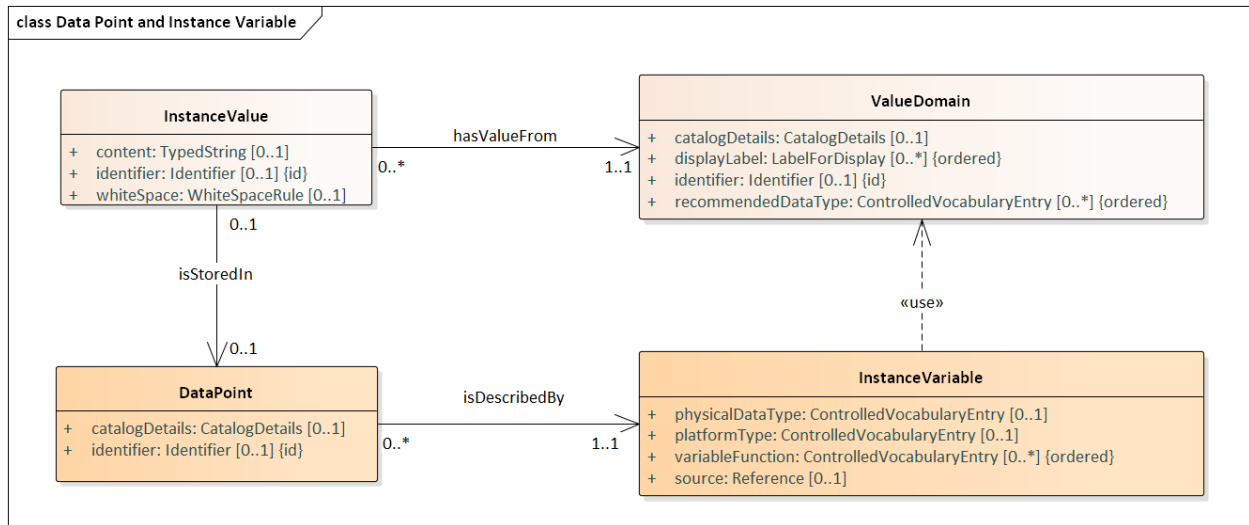 class Data Point and Instance Variable
InstanceValue
+ content: TypedString [0..1]
+ identifier: Identifier [0..1] {id}
+ whiteSpace: WhiteSpaceRule [0..1]
hasValueFrom
0..*
1..1
ValueDomain
+ catalogDetails: CatalogDetails [0..1]
+ displayLabel: LabelForDisplay [0..*] {ordered}
+ identifier: Identifier [0..1] {id}
+ recommendedDataType: ControlledVocabularyEntry [0..*] {ordered}
0..1
isStoredIn
0..1
«use»
DataPoint
+ catalogDetails: CatalogDetails [0..1]
+ identifier: Identifier [0..1] {id}
isDescribedBy
0..*
1..1
InstanceVariable
+ physicalDataType: ControlledVocabularyEntry [0..1]
+ platformType: ControlledVocabularyEntry [0..1]
+ variableFunction: ControlledVocabularyEntry [0..*] {ordered}
+ source: Reference [0..1]